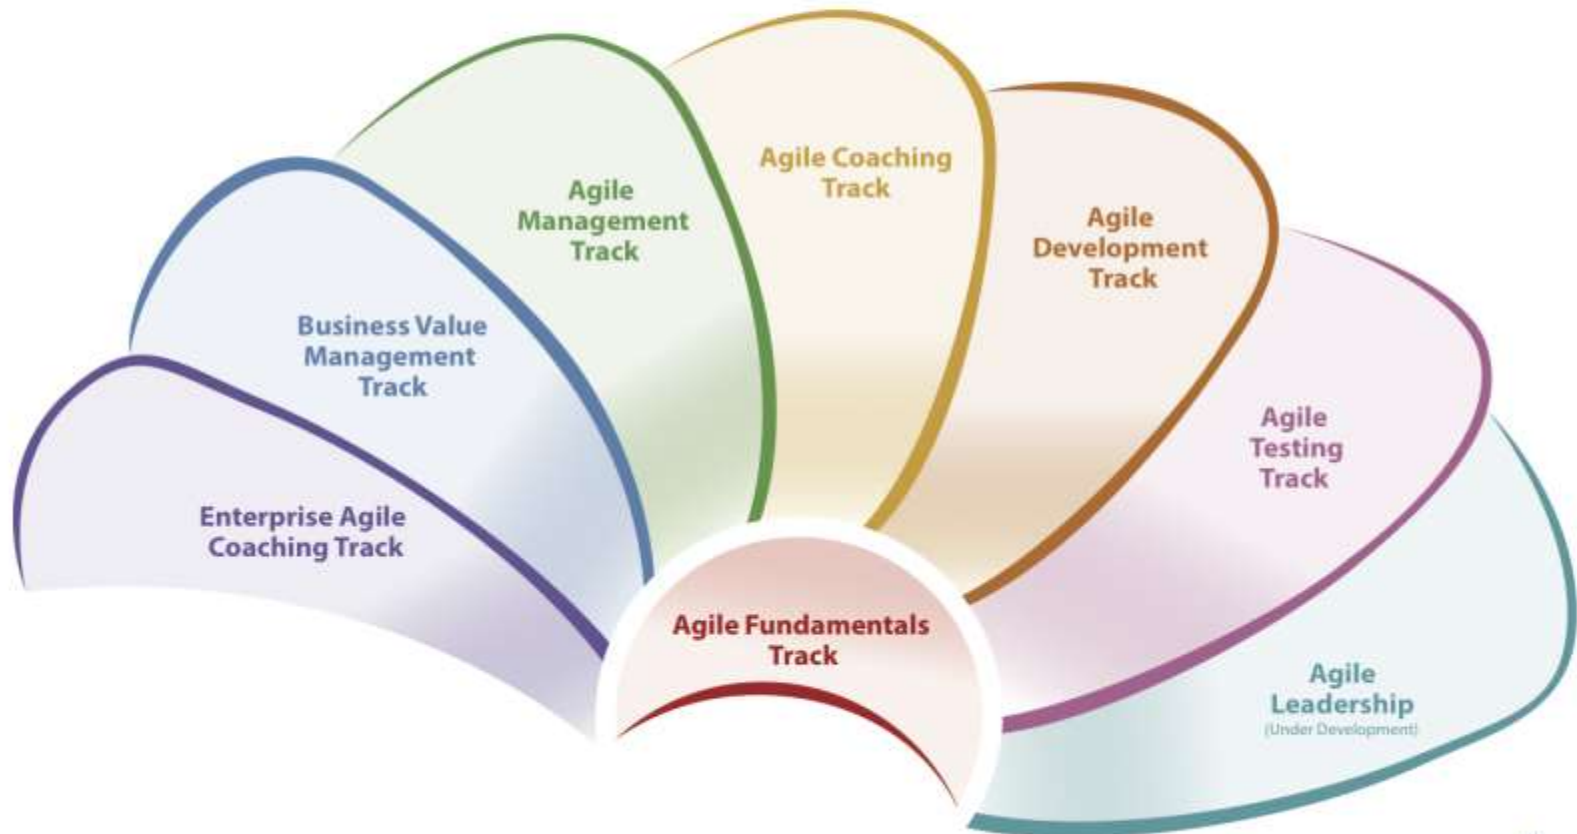 Agile Coaching
Track
Agile
Management
Track
Agile
Development
Track
Business Value
Management
Track
Agile
Testing
Track
Enterprise Agile
Coaching Track
Agile Fundamentals
Track
Agile
Leadership
(Under Development)